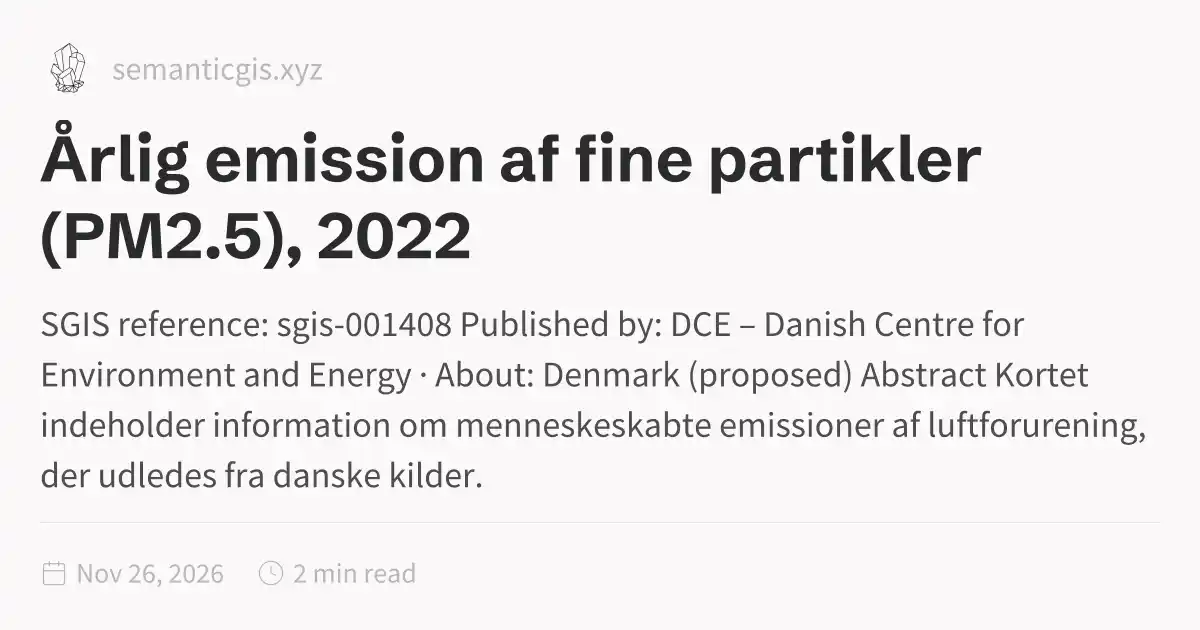 semanticgis.xyz
Årlig emission af fine partikler
(PM2.5), 2022
SGIS reference: sgis-001408 Published by: DCE – Danish Centre for
Environment and Energy · About: Denmark (proposed) Abstract Kortet
indeholder information om menneskeskabte emissioner af luftforurening,
der udledes fra danske kilder.
Nov 26, 2026 2 min read